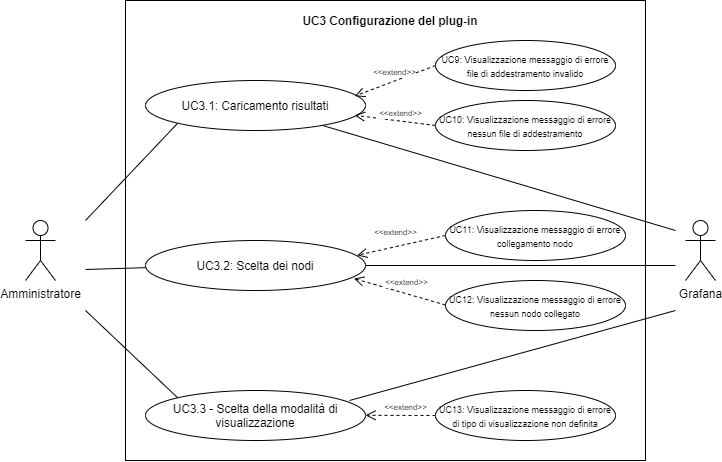 UC3 Configurazione del plug-in
UC9: Visualizzazione messaggio di errore
file di addestramento invalido
<<extend>>
UC3.1: Caricamento risultati
<<extend>>
UC10: Visualizzazione messaggio di errore
nessun file di addestramento
UC11: Visualizzazione messaggio di errore
collegamento nodo
<<extend>>
UC3.2: Scelta dei nodi
<<extend>>
UC12: Visualizzazione messaggio di errore
nessun nodo collegato
Amministratore
Grafana
UC3.3 - Scelta della modalità di
visualizzazione
<<extend>>
UC13: Visualizzazione messaggio di errore
di tipo di visualizzazione non definita